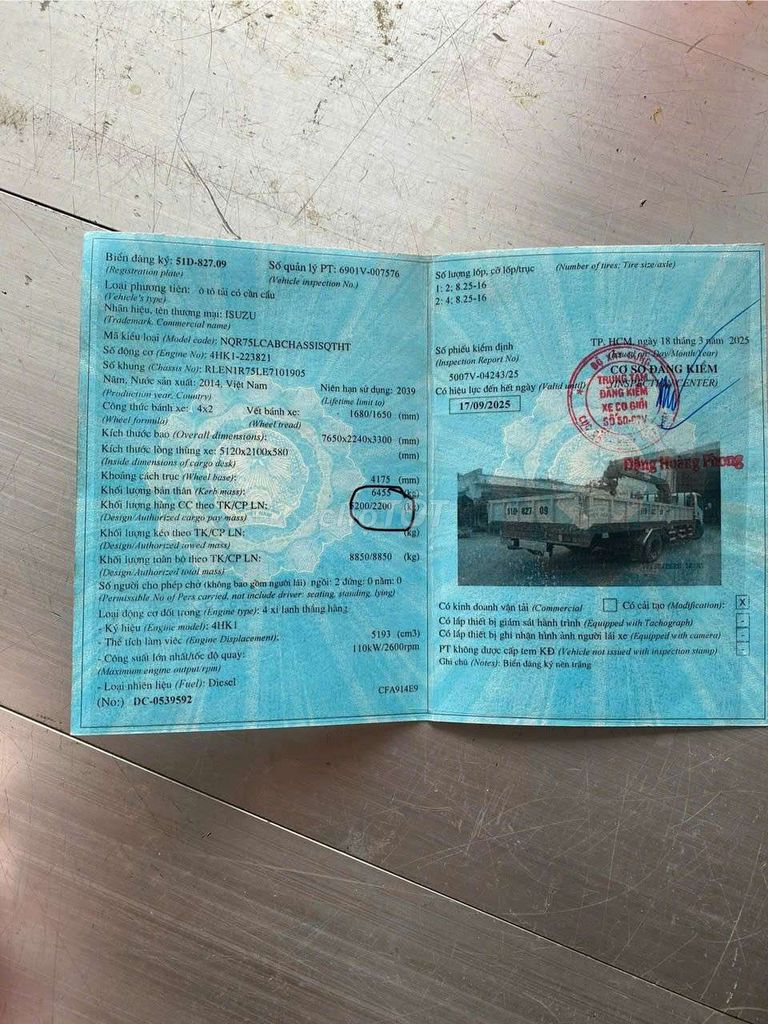 Biển đăng ký: 51D-827.09
(Registration plate)
Số quản lý PT: 6901V-007576
(Vehicle inspection No.)
Loại phương tiện: ô tô tải có cần cẩu
(Vehicle's type)
Nhãn hiệu, tên thương mại: ISUZU
(Trademark, Commercial name)
Mã kiểu loại (Model code): NQR75LCABCHASSISQTHT
Số động cơ (Engine No): 4HK1-223821
Số khung (Chassis No): RLEN1R75LE7101905
Năm, Nước sản xuất: 2014, Việt Nam
(Production year, Country)
Niên hạn sử dụng: 2039
(Lifetime limit to)
Công thức bánh xe: 4x2
(Wheel formula)
Vết bánh xe: 1680/1650 (mm)
(Wheel tread)
Kích thước bao (Overall dimensions): 7650x2240x3300 (mm)
Kích thước lòng thùng xe: 5120x2100x580 (mm)
(Inside dimensions of cargo desk)
Khoảng cách trục (Wheel base): 4175 (mm)
Khối lượng bản thân (Kerb mass): 6455 (kg)
Khối lượng hàng CC theo TK/CP LN: 5200/2200 (kg)
(Design/Authorized cargo pay mass)
Khối lượng kéo theo TK/CP LN: (kg)
(Design/Authorized towed mass)
Khối lượng toàn bộ theo TK/CP LN: 8850/8850 (kg)
(Design/Authorized total mass)
Số người cho phép chở (không bao gồm người lái) ngồi: 2 đứng: 0 nằm: 0
(Permissible No of Pers carried, not include driver: seating, standing, lying)
Loại động cơ đốt trong (Engine type): 4 xi lanh thẳng hàng
- Ký hiệu (Engine model): 4HK1
- Thể tích làm việc (Engine Displacement): 5193 (cm3)
- Công suất lớn nhất/tốc độ quay: 110kW/2600rpm
(Maximum engine output/rpm)
- Loại nhiên liệu (Fuel): Diesel
(No:) DC-0539592
CFA914E9
Số lượng lốp, cỡ lốp/trục (Number of tires: Tire size/axle)
1: 2; 8.25-16
2: 4; 8.25-16
Số phiếu kiểm định
(Inspection Report No)
5007V-04243/25
Có hiệu lực đến hết ngày (Valid until)
17/09/2025
TP. HCM, ngày 18 tháng 3 năm 2025
(Issued on: Day/Month/Year)
CƠ SỞ ĐĂNG KIỂM
(INSPECTION CENTER)
TRUNG TÂM
ĐĂNG KIỂM
XE CƠ GIỚI
Đặng Hoàng Phong
51D 827 09
Có kinh doanh vận tải (Commercial
Có cải tạo (Modification): X
Có lắp thiết bị giám sát hành trình (Equipped with Tachograph) -
Có lắp thiết bị ghi nhận hình ảnh người lái xe (Equipped with camera) -
PT không được cấp tem KĐ (Vehicle not issued with inspection stamp) -
Ghi chú (Notes): Biển đăng ký nền trắng